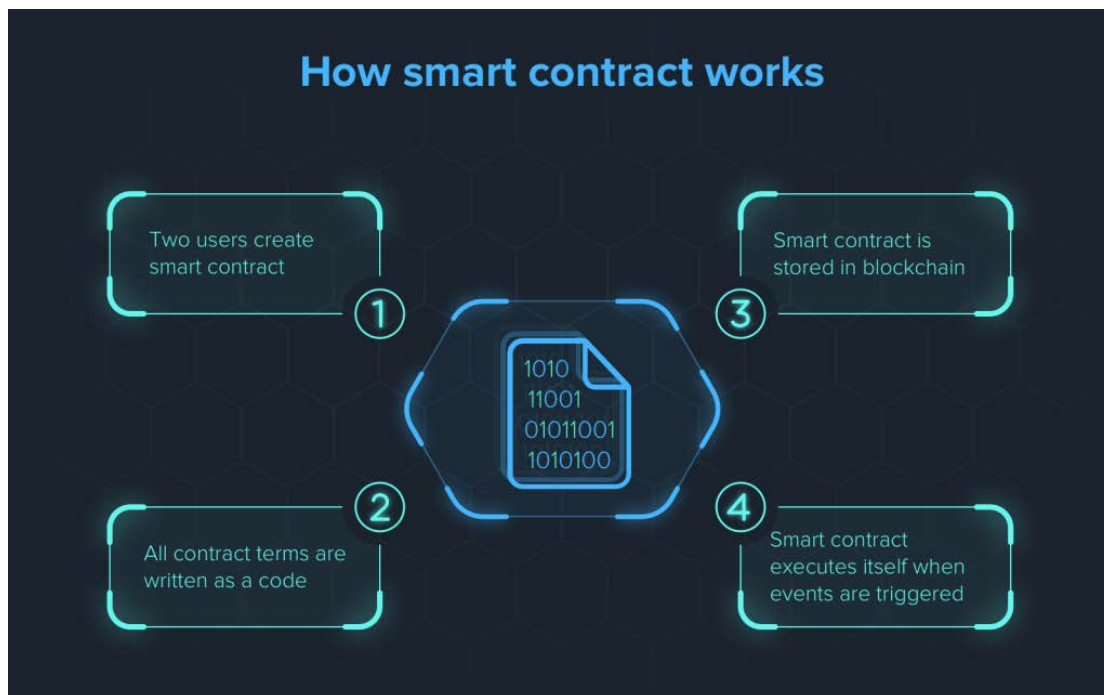 How smart contract works
Two users create
smart contract
1
2
All contract terms are
written as a code
1010
11001
01011001
1010100
Smart contract is
stored in blockchain
3
4
Smart contract
executes itself when
events are triggered